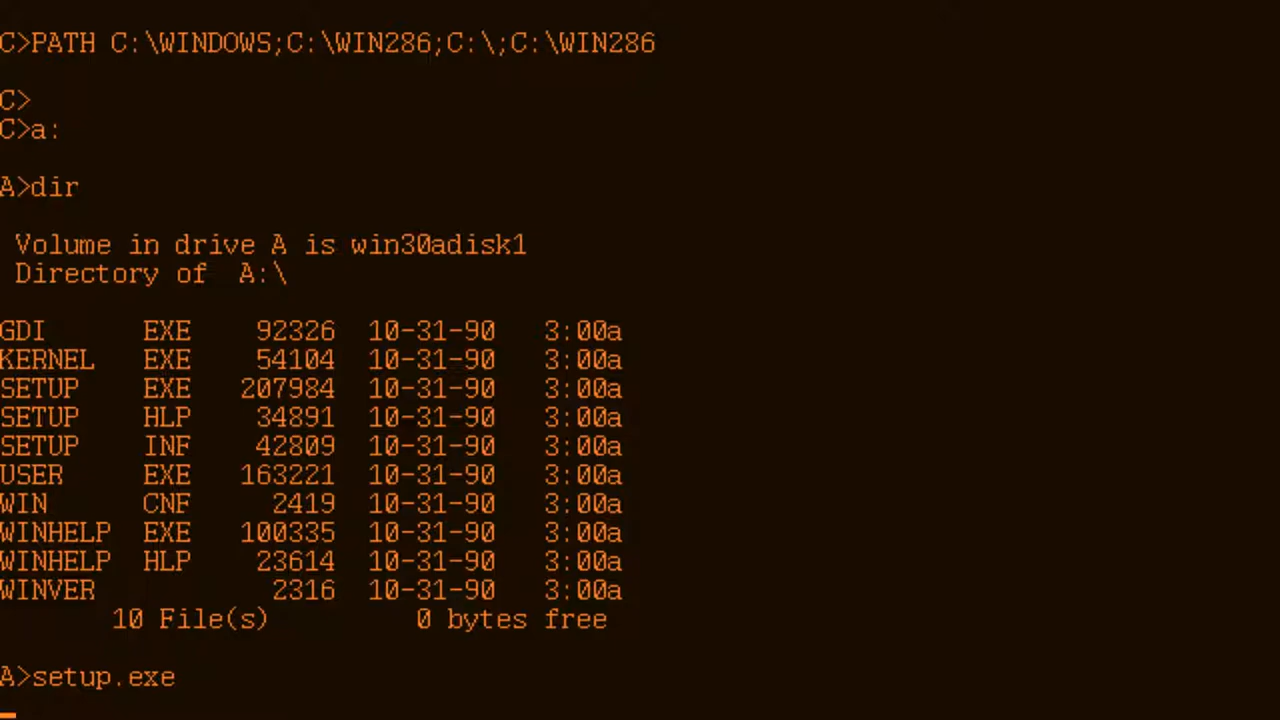 C>PATH C:\WINDOWS;C:\WIN286;C:\;C:\WIN286
C>
C>a:
A>dir
Volume in drive A is win30adisk1
Directory of  A:\
GDI      EXE    92326  10-31-90   3:00a
KERNEL   EXE    54104  10-31-90   3:00a
SETUP    EXE   207984  10-31-90   3:00a
SETUP    HLP    34891  10-31-90   3:00a
SETUP    INF    42809  10-31-90   3:00a
USER     EXE   163221  10-31-90   3:00a
WIN      CNF     2419  10-31-90   3:00a
WINHELP  EXE   100335  10-31-90   3:00a
WINHELP  HLP    23614  10-31-90   3:00a
WINVER           2316  10-31-90   3:00a
10 File(s)         0 bytes free
A>setup.exe